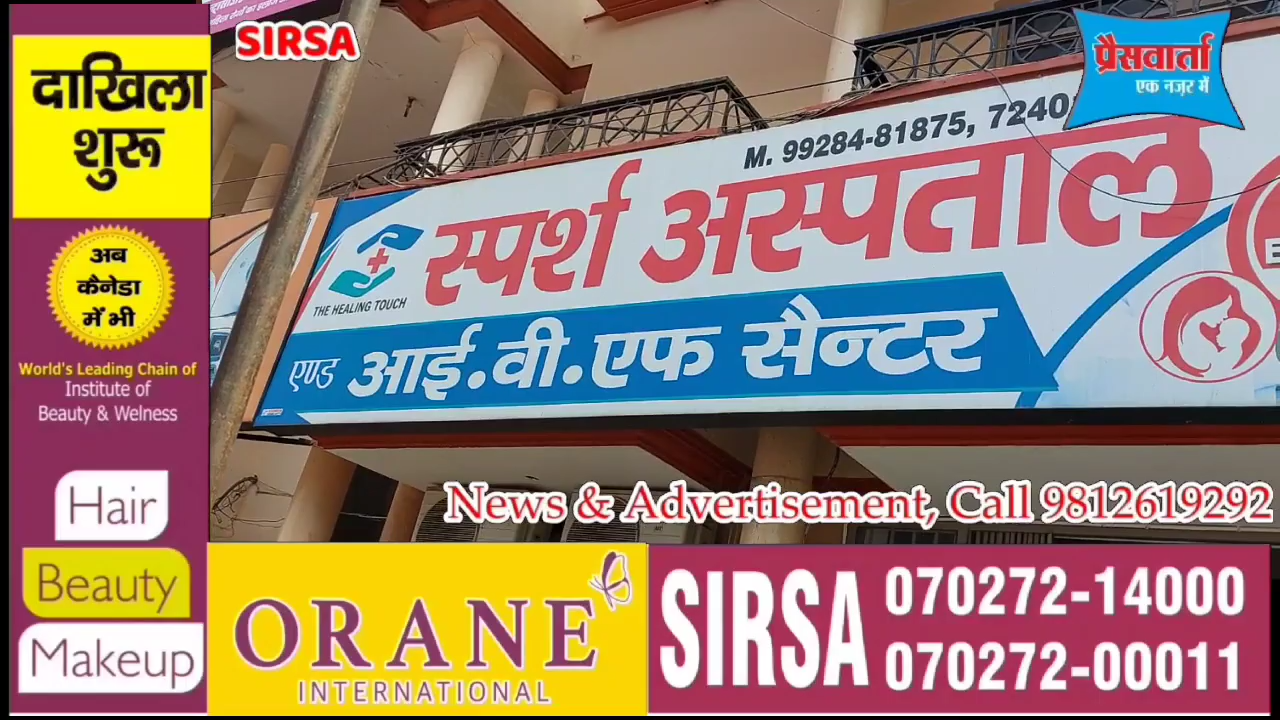 दाखिला
शुरू
अब
कैनेडा
में भी
World's Leading Chain of
Institute of
Beauty & Welness
Hair
Beauty
Makeup
SIRSA
प्रैसवार्ता
एक नज़र में
M. 99284-81875, 7240
स्पर्श अस्पताल
THE HEALING TOUCH
एण्ड आई.वी.एफ सैन्टर
News & Advertisement, Call 9812619292
ORANE
INTERNATIONAL
SIRSA
070272-14000
070272-00011